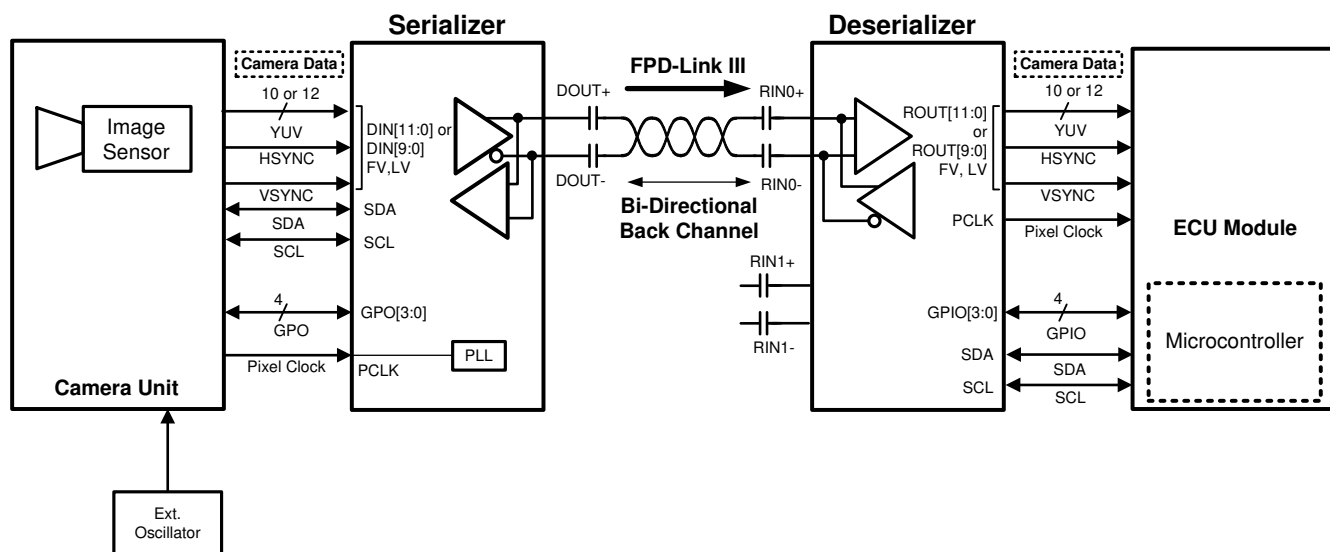 Serializer
Deserializer
Camera Data
10 or 12
YUV
HSYNC
VSYNC
SDA
SCL
4
GPO
Pixel Clock
Image
Sensor
Camera Unit
Ext.
Oscillator
DIN[11:0] or
DIN[9:0]
FV,LV
SDA
SCL
GPO[3:0]
PCLK
PLL
DOUT+
DOUT-
FPD-Link III
Bi-Directional
Back Channel
RIN0+
RIN0-
RIN1+
RIN1-
ROUT[11:0]
or
ROUT[9:0]
FV, LV
PCLK
GPIO[3:0]
SDA
SCL
Camera Data
10 or 12
YUV
HSYNC
VSYNC
Pixel Clock
4
GPIO
SDA
SCL
ECU Module
Microcontroller